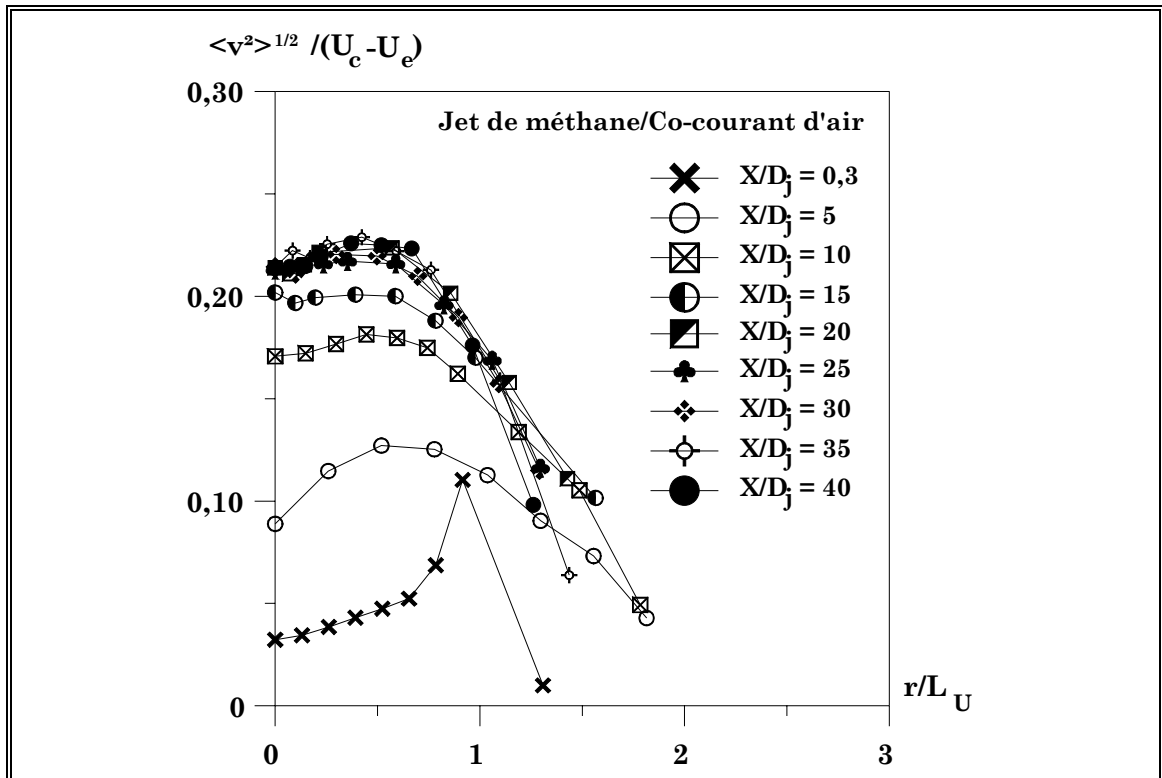 <v²>^1/2 /(U_c-U_e)
0,30
Jet de méthane/Co-courant d'air
X/D_j = 0,3
X/D_j = 5
X/D_j = 10
X/D_j = 15
0,20
X/D_j = 20
X/D_j = 25
X/D_j = 30
X/D_j = 35
X/D_j = 40
0,10
0
r/L_U
0 1 2 3